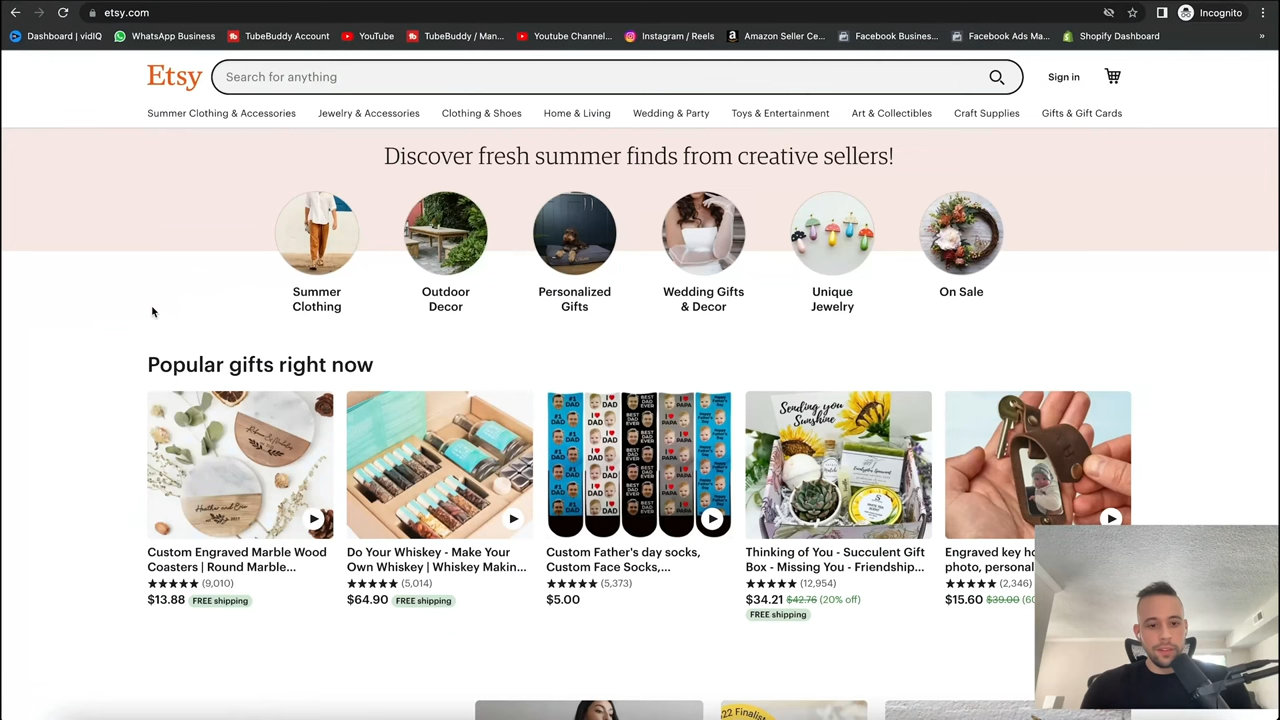 etsy.com
Incognito
Dashboard | vidIQ
WhatsApp Business
TubeBuddy Account
YouTube
TubeBuddy / Man...
Youtube Channel...
Instagram / Reels
Amazon Seller Ce...
Facebook Busines...
Facebook Ads Ma...
Shopify Dashboard
»
Etsy
Search for anything
Sign in
Summer Clothing & Accessories
Jewelry & Accessories
Clothing & Shoes
Home & Living
Wedding & Party
Toys & Entertainment
Art & Collectibles
Craft Supplies
Gifts & Gift Cards
Discover fresh summer finds from creative sellers!
Summer
Clothing
Outdoor
Decor
Personalized
Gifts
Wedding Gifts
& Decor
Unique
Jewelry
On Sale
Popular gifts right now
Sending you
Sunshine
Custom Engraved Marble Wood
Coasters | Round Marble...
(9,010)
$13.88 FREE shipping
Do Your Whiskey - Make Your
Own Whiskey | Whiskey Makin...
(5,014)
$64.90 FREE shipping
Custom Father's day socks,
Custom Face Socks,...
(5,373)
$5.00
Thinking of You - Succulent Gift
Box - Missing You - Friendship...
(12,954)
$34.21 $42.76 (20% off)
FREE shipping
Engraved key ho
photo, personal
(2,346)
$15.60 $39.00 (60
22 Finalist